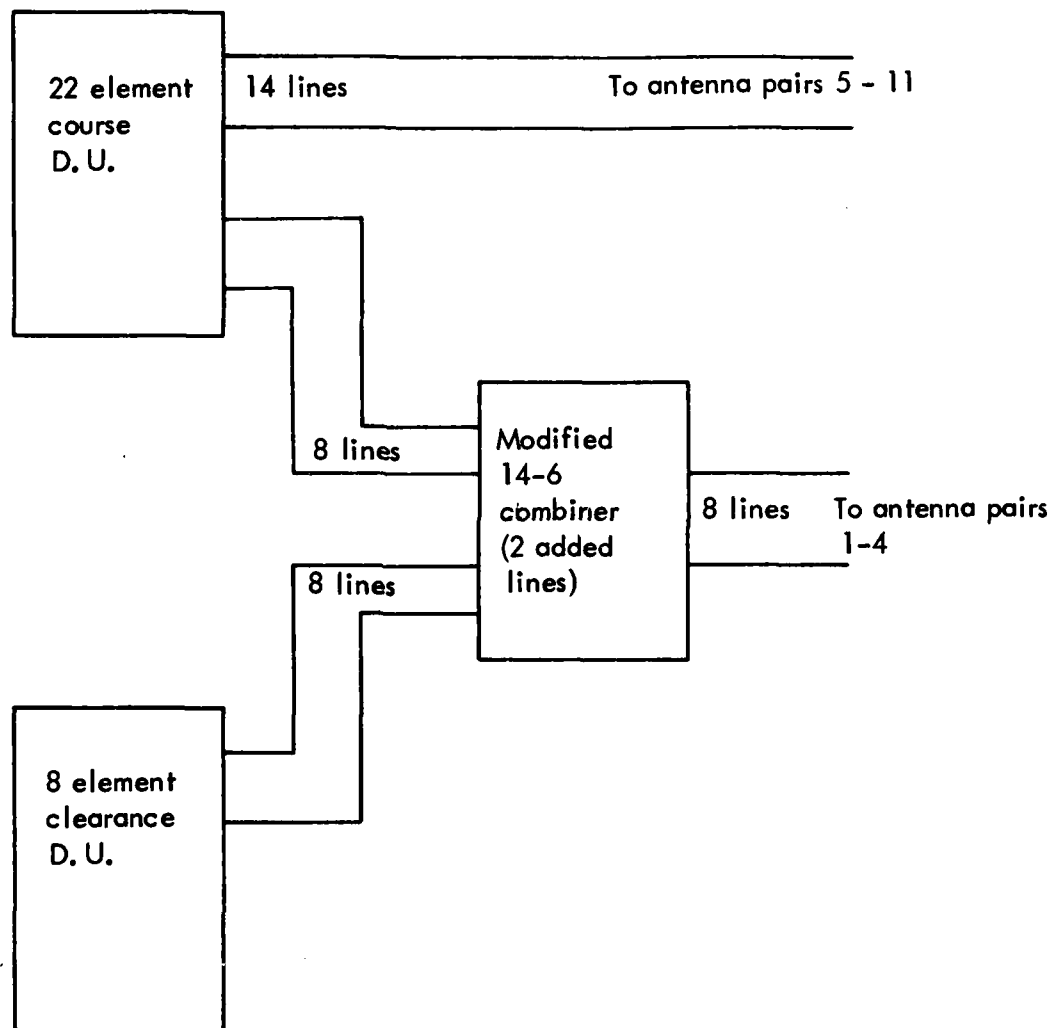 22 element
course
D. U.
14 lines
To antenna pairs 5 - 11
8 lines
Modified
14-6
combiner
(2 added
lines)
8 lines
To antenna pairs
1-4
8 lines
8 element
clearance
D. U.